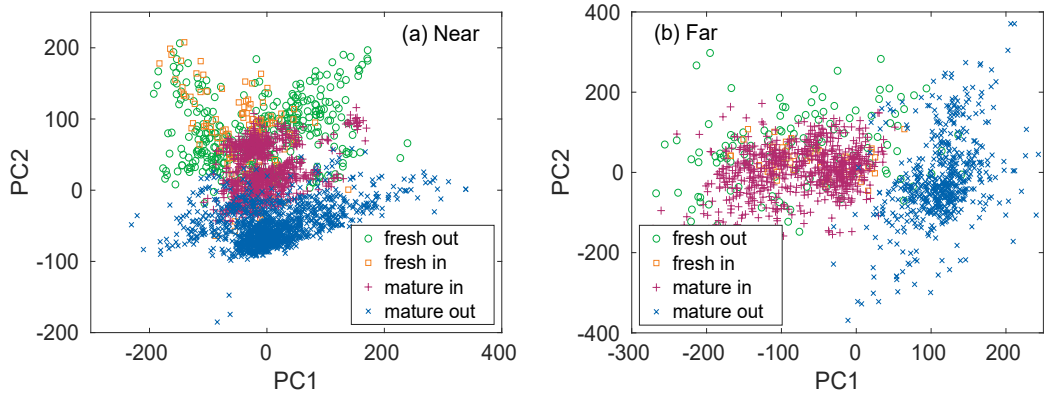 (a) Near
200
100
0
-100
-200
PC2
-200
0
200
400
PC1
fresh out
fresh in
mature in
mature out
(b) Far
400
200
0
-200
-400
PC2
-300
-200
-100
0
100
200
PC1
fresh out
fresh in
mature in
mature out